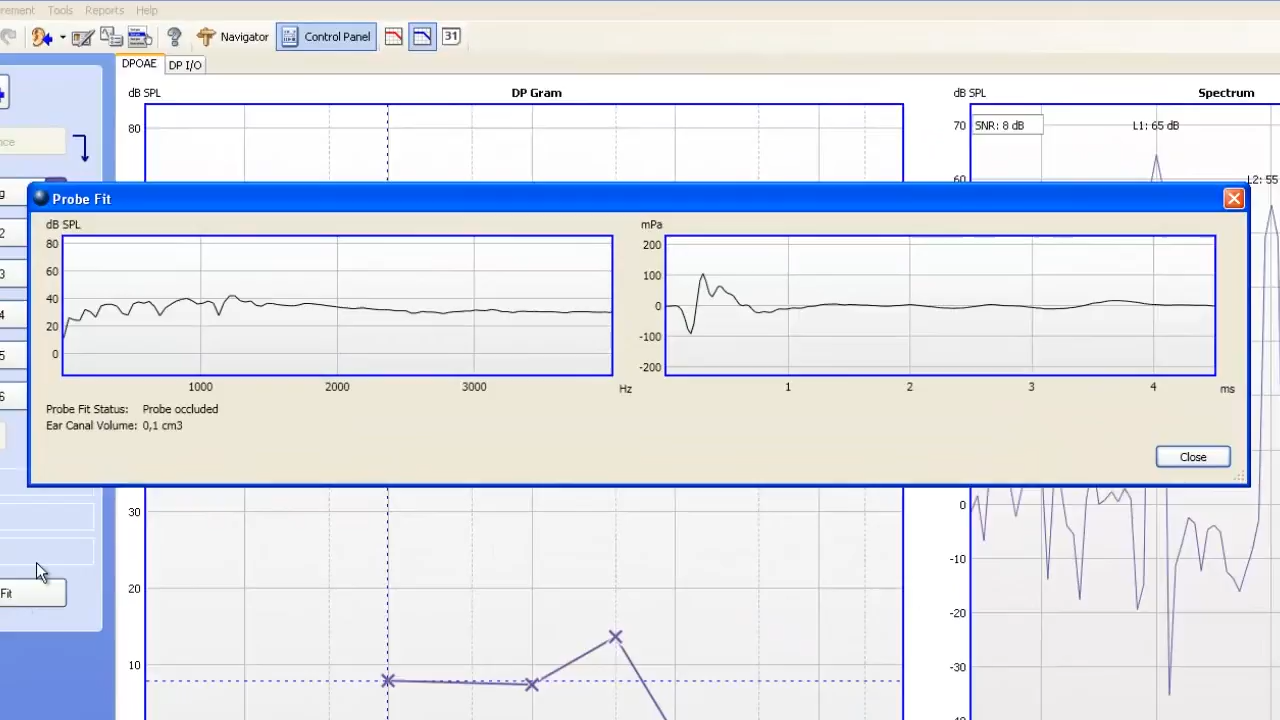 Tools Reports Help
Navigator Control Panel 31
DPOAE DP I/O
dB SPL DP Gram dB SPL Spectrum
80
70 SNR: 8 dB L1: 65 dB
60 L2: 55
Probe Fit
dB SPL mPa
80
60
40
20
0
200
100
0
-100
-200
1000 2000 3000 Hz
1 2 3 4 ms
Probe Fit Status: Probe occluded
Ear Canal Volume: 0,1 cm3
Close
2
3
4
5
6
Fit
30
20
10
0
-10
-20
-30